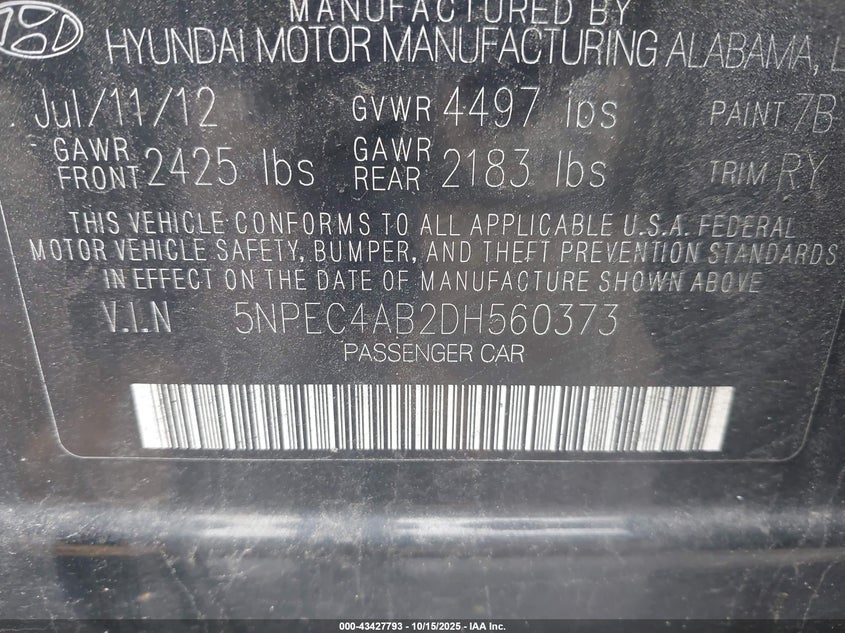 MANUFACTURED BY
HYUNDAI MOTOR MANUFACTURING ALABAMA, L
Jul/11/12 GVWR 4497 lbs PAINT 7B
GAWR FRONT 2425 lbs GAWR REAR 2183 lbs TRIM RY
THIS VEHICLE CONFORMS TO ALL APPLICABLE U.S.A. FEDERAL
MOTOR VEHICLE SAFETY, BUMPER, AND THEFT PREVENTION STANDARDS
IN EFFECT ON THE DATE OF MANUFACTURE SHOWN ABOVE
V.I.N 5NPEC4AB2DH560373
PASSENGER CAR
000-43427793 - 10/15/2025 - IAA Inc.